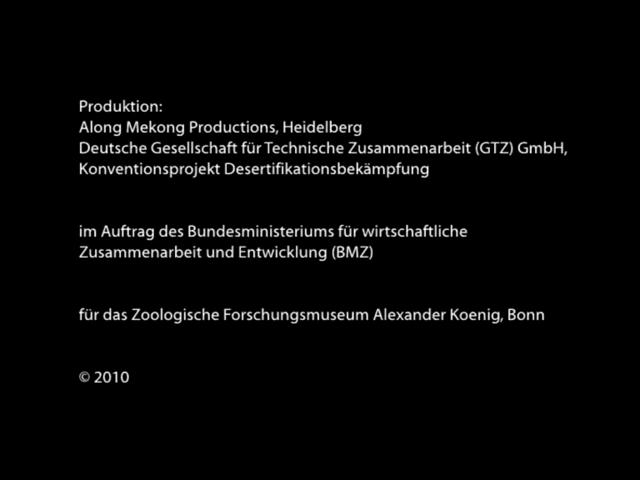 Produktion:
Along Mekong Productions, Heidelberg
Deutsche Gesellschaft für Technische Zusammenarbeit (GTZ) GmbH,
Konventionsprojekt Desertifikationsbekämpfung
im Auftrag des Bundesministeriums für wirtschaftliche
Zusammenarbeit und Entwicklung (BMZ)
für das Zoologische Forschungsmuseum Alexander Koenig, Bonn
© 2010